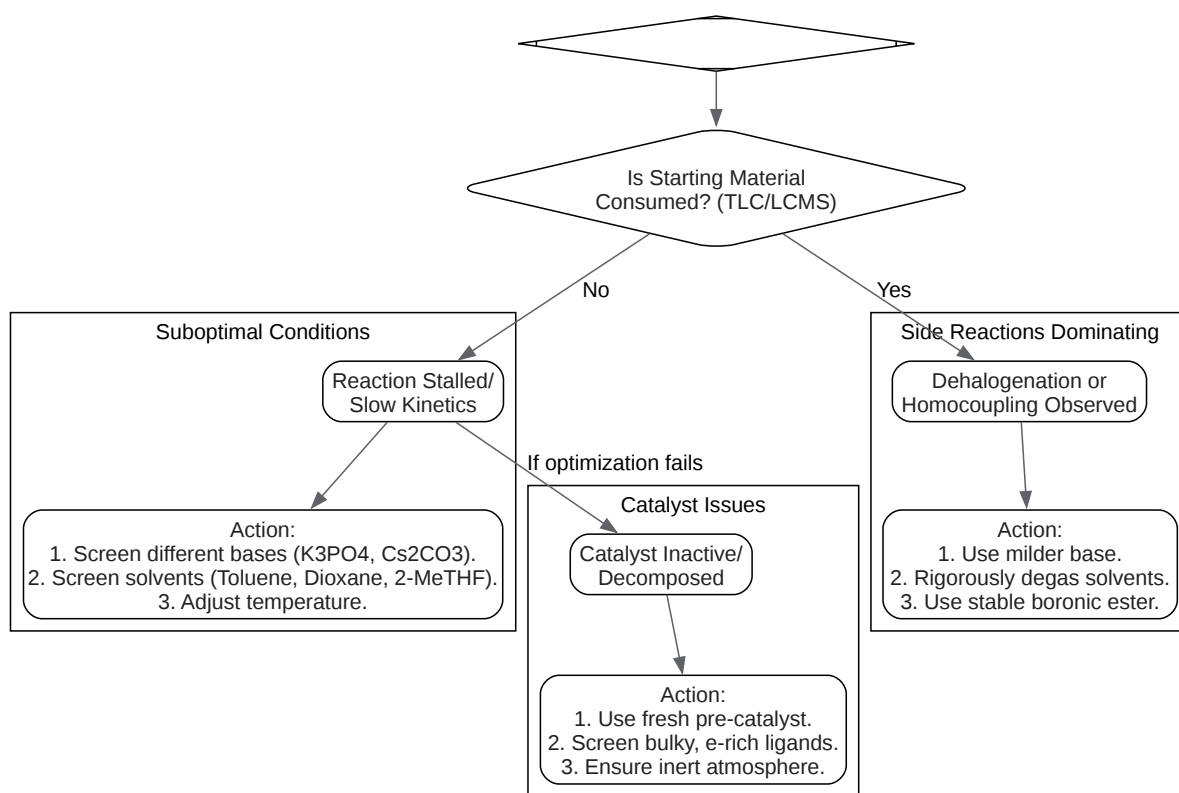 Is Starting Material
Consumed? (TLC/LCMS)
No
Yes
Suboptimal Conditions
Reaction Stalled/
Slow Kinetics
Action:
1. Screen different bases (K3PO4, Cs2CO3).
2. Screen solvents (Toluene, Dioxane, 2-MeTHF).
3. Adjust temperature.
If optimization fails
Catalyst Issues
Catalyst Inactive/
Decomposed
Action:
1. Use fresh pre-catalyst.
2. Screen bulky, e-rich ligands.
3. Ensure inert atmosphere.
Side Reactions Dominating
Dehalogenation or
Homocoupling Observed
Action:
1. Use milder base.
2. Rigorously degas solvents.
3. Use stable boronic ester.